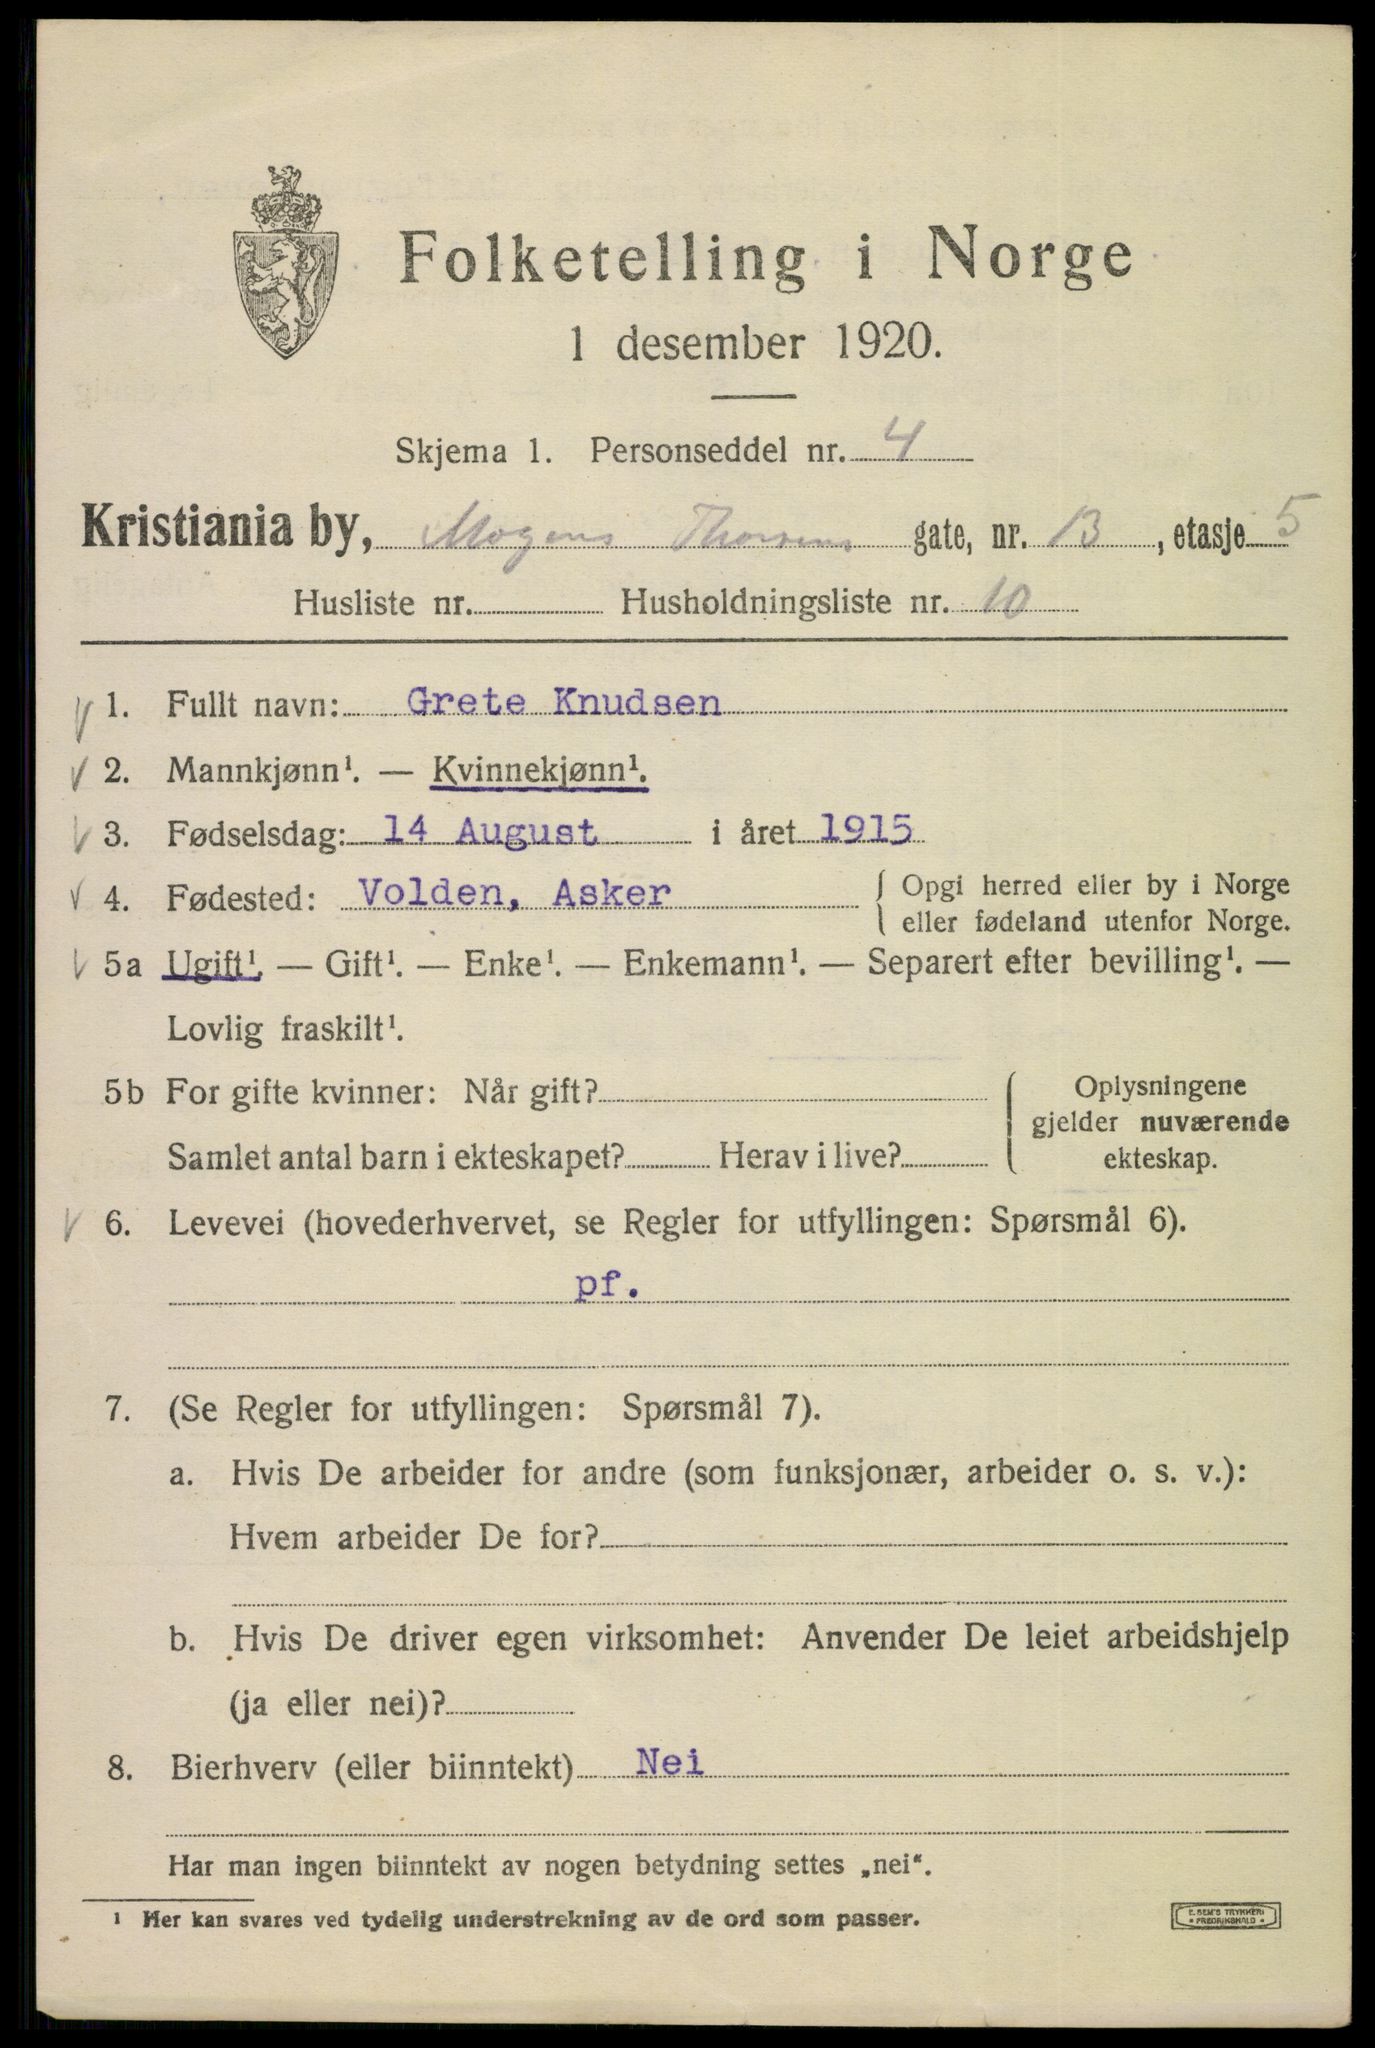 Folketelling i Norge
1 desember 1920.
Skjema 1. Personseddel nr. 4
Kristiania by, Mogens Thorsens gate, nr. 13, etasje 5
Husliste nr. Husholdningsliste nr. 10
1. Fullt navn: Grete Knudsen
2. Mannkjønn¹. — Kvinnekjønn¹.
3. Fødselsdag: 14 August i året 1915
4. Fødested: Volden, Asker { Opgi herred eller by i Norge
eller fødeland utenfor Norge.
5a Ugift¹. — Gift¹. — Enke¹. — Enkemann¹. — Separert efter bevilling¹. —
Lovlig fraskilt¹.
5b For gifte kvinner: Når gift? Oplysningene
gjelder nuværende
Samlet antal barn i ekteskapet? Herav i live? ekteskap.
6. Levevei (hovederhvervet, se Regler for utfyllingen: Spørsmål 6).
pf.
7. (Se Regler for utfyllingen: Spørsmål 7).
a. Hvis De arbeider for andre (som funksjonær, arbeider o. s. v.):
Hvem arbeider De for?
b. Hvis De driver egen virksomhet: Anvender De leiet arbeidshjelp
(ja eller nei)?
8. Bierhverv (eller biinntekt) Nei
Har man ingen biinntekt av nogen betydning settes „nei“.
¹ Her kan svares ved tydelig understrekning av de ord som passer.
E. SEM'S TRYKKERI
• FREDRIKSHALD •